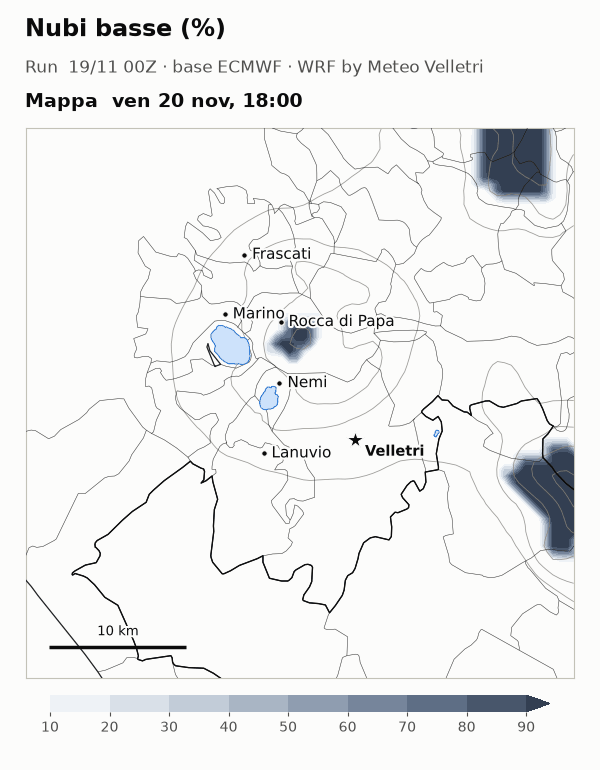 Nubi basse (%)
Run  19/11 00Z · base ECMWF · WRF by Meteo Velletri
Mappa  ven 20 nov, 18:00
Frascati
Marino
Rocca di Papa
Nemi
Velletri
Lanuvio
10 km
10 20 30 40 50 60 70 80 90